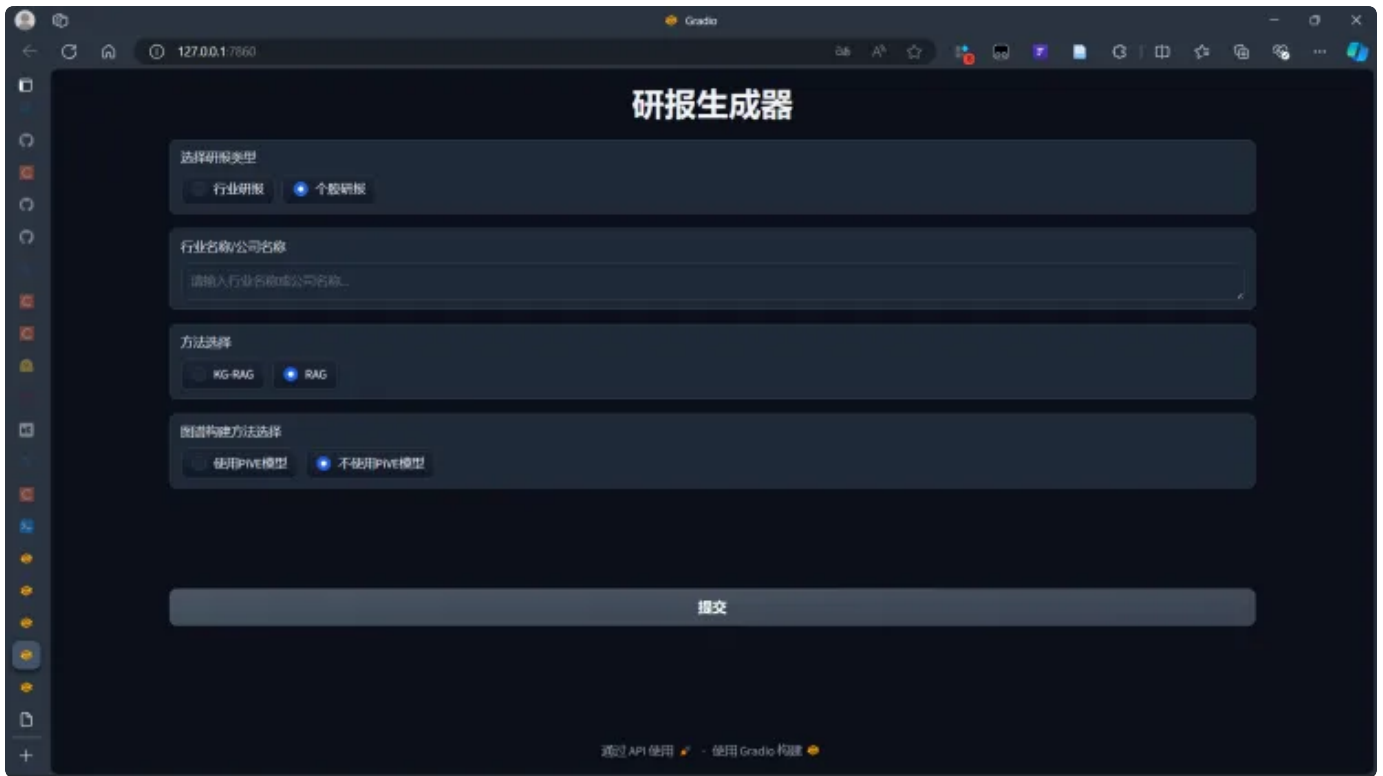 Gradio
127.0.0.1:7860
研报生成器
选择研报类型
行业研报 个股研报
行业名称/公司名称
请输入行业名称或公司名称...
方法选择
KG-RAG RAG
图谱构建方法选择
使用PiVE模型 不使用PiVE模型
提交
通过 API 使用 · 使用 Gradio 构建